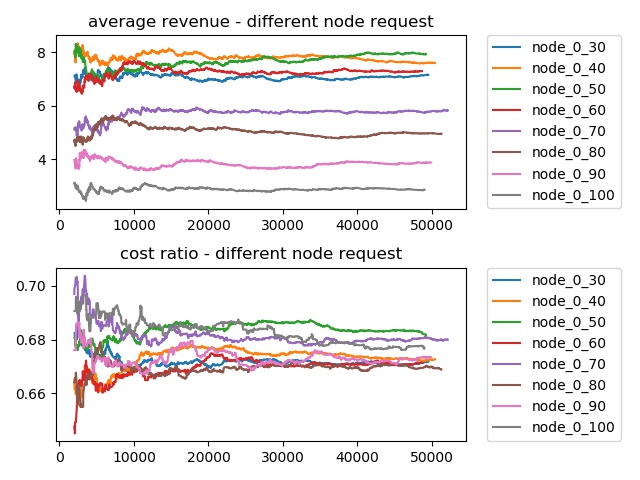 average revenue - different node request
8
6
4
0 10000 20000 30000 40000 50000
node_0_30
node_0_40
node_0_50
node_0_60
node_0_70
node_0_80
node_0_90
node_0_100
cost ratio - different node request
0.70
0.68
0.66
0 10000 20000 30000 40000 50000
node_0_30
node_0_40
node_0_50
node_0_60
node_0_70
node_0_80
node_0_90
node_0_100